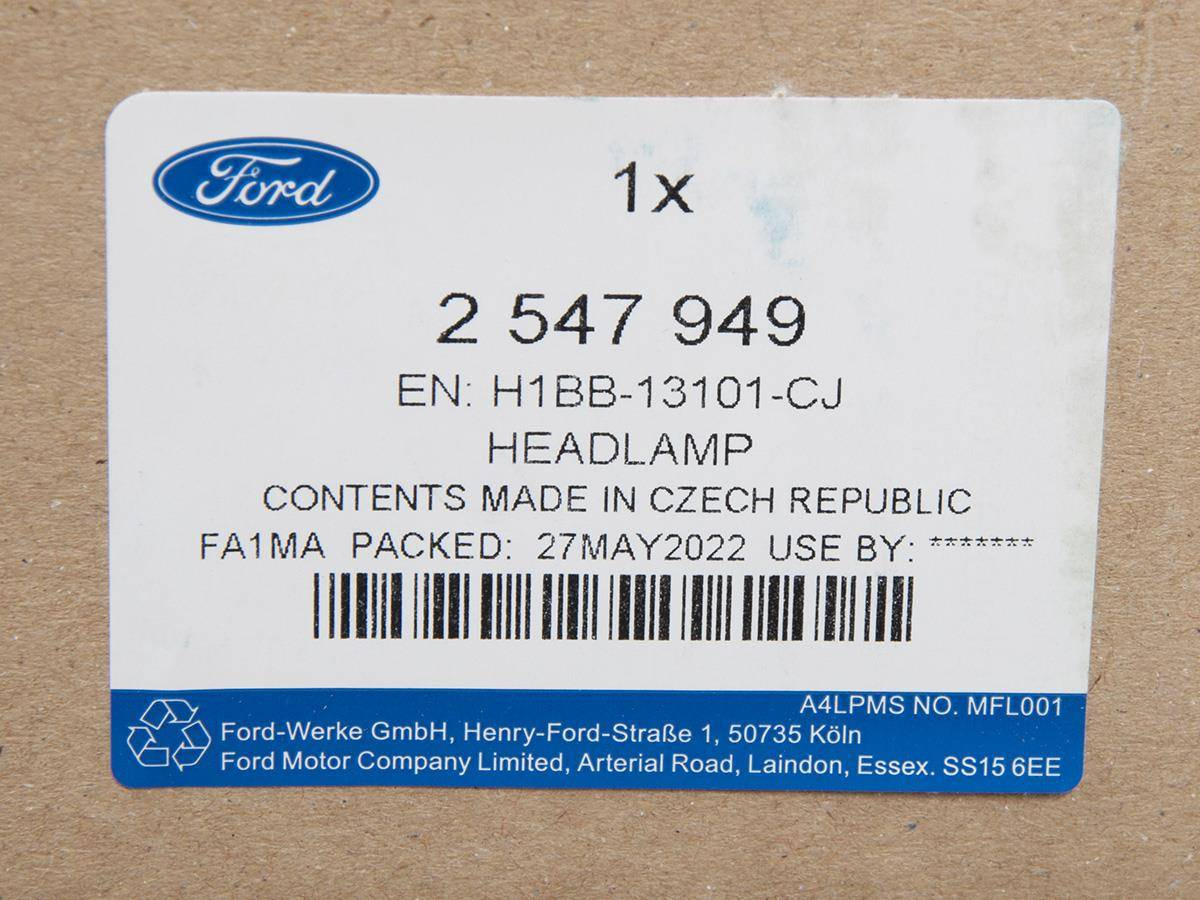 Ford
1x
2 547 949
EN: H1BB-13101-CJ
HEADLAMP
CONTENTS MADE IN CZECH REPUBLIC
FA1MA PACKED: 27MAY2022 USE BY: *******
A4LPMS NO. MFL001
Ford-Werke GmbH, Henry-Ford-Straße 1, 50735 Köln
Ford Motor Company Limited, Arterial Road, Laindon, Essex. SS15 6EE